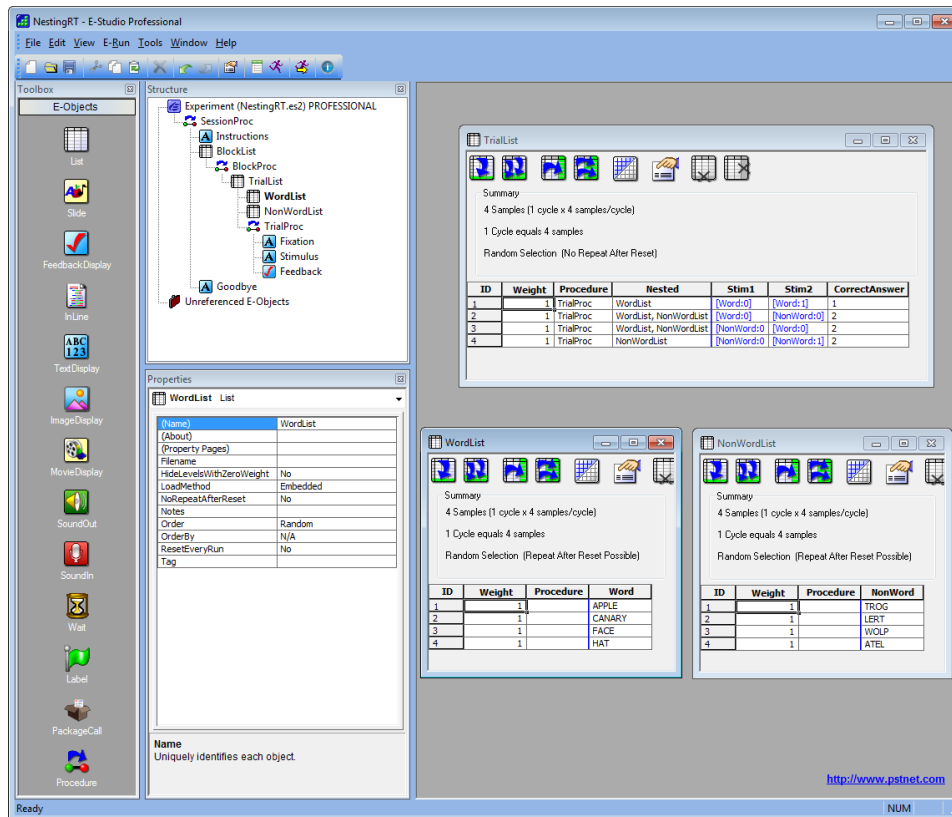 NestingRT - E-Studio Professional
File Edit View E-Run Tools Window Help
Toolbox
E-Objects
List
Slide
FeedbackDisplay
InLine
ABC
123
TextDisplay
ImageDisplay
MovieDisplay
SoundOut
SoundIn
Wait
Label
PackageCall
Procedure
Structure
Experiment (NestingRT.es2) PROFESSIONAL
SessionProc
A Instructions
BlockList
BlockProc
TrialList
WordList
NonWordList
TrialProc
A Fixation
A Stimulus
Feedback
A Goodbye
Unreferenced E-Objects
Properties
WordList List
(Name) WordList
(About)
(Property Pages)
Filename
HideLevelsWithZeroWeight No
LoadMethod Embedded
NoRepeatAfterReset No
Notes
Order Random
OrderBy N/A
ResetEveryRun No
Tag
Name
Uniquely identifies each object.
TrialList
Summary
4 Samples (1 cycle x 4 samples/cycle)
1 Cycle equals 4 samples
Random Selection (No Repeat After Reset)
ID Weight Procedure Nested Stim1 Stim2 CorrectAnswer
1 1 TrialProc WordList [Word:0] [Word:1] 1
2 1 TrialProc WordList, NonWordList [Word:0] [NonWord:0] 2
3 1 TrialProc WordList, NonWordList [NonWord:0 [Word:0] 2
4 1 TrialProc NonWordList [NonWord:0 [NonWord:1] 2
WordList
Summary
4 Samples (1 cycle x 4 samples/cycle)
1 Cycle equals 4 samples
Random Selection (Repeat After Reset Possible)
ID Weight Procedure Word
1 1 APPLE
2 1 CANARY
3 1 FACE
4 1 HAT
NonWordList
Summary
4 Samples (1 cycle x 4 samples/cycle)
1 Cycle equals 4 samples
Random Selection (Repeat After Reset Possible)
ID Weight Procedure NonWord
1 1 TROG
2 1 LERT
3 1 WOLP
4 1 ATEL
http://www.pstnet.com
Ready NUM